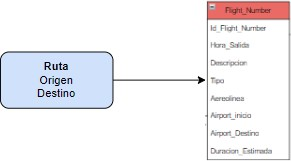 Ruta
Origen
Destino
Flight_Number
Id_Flight_Number
Hora_Salida
Descripcion
Tipo
Aereolinea
Airport_inicio
Airport_Destino
Duracion_Estimada